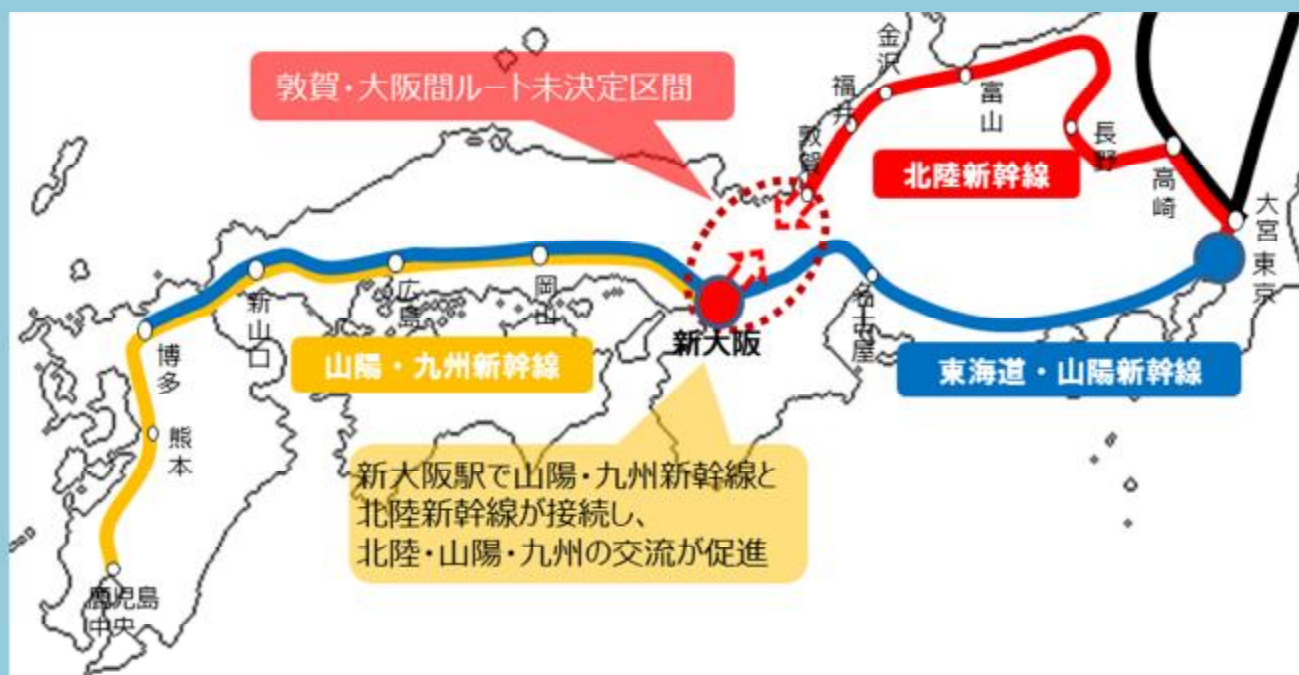 敦賀・大阪間ルート未決定区間
金沢
福井
敦賀
富山
長野
高崎
大宮
東京
北陸新幹線
新山口
広島
岡山
新大阪
名古屋
博多
熊本
鹿児島
中央
山陽・九州新幹線
東海道・山陽新幹線
新大阪駅で山陽・九州新幹線と
北陸新幹線が接続し、
北陸・山陽・九州の交流が促進